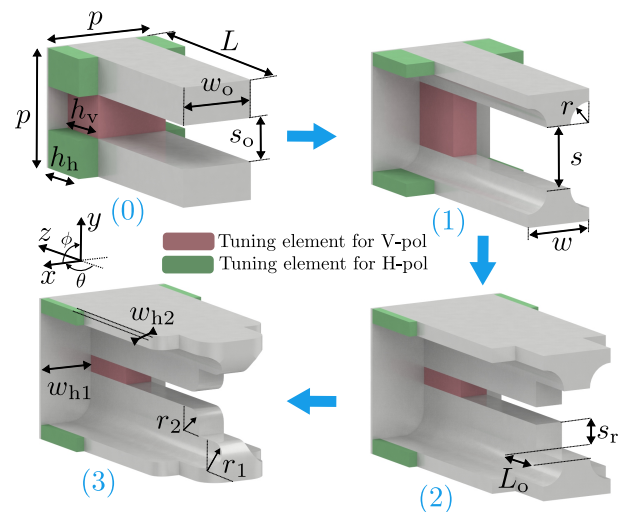 p
L
w_o
p
h_v
s_o
h_h
(0)
r
s
w
(1)
y
z
ϕ
x
θ
Tuning element for V-pol
Tuning element for H-pol
w_h2
w_h1
r_2
r_1
(3)
s_r
L_o
(2)